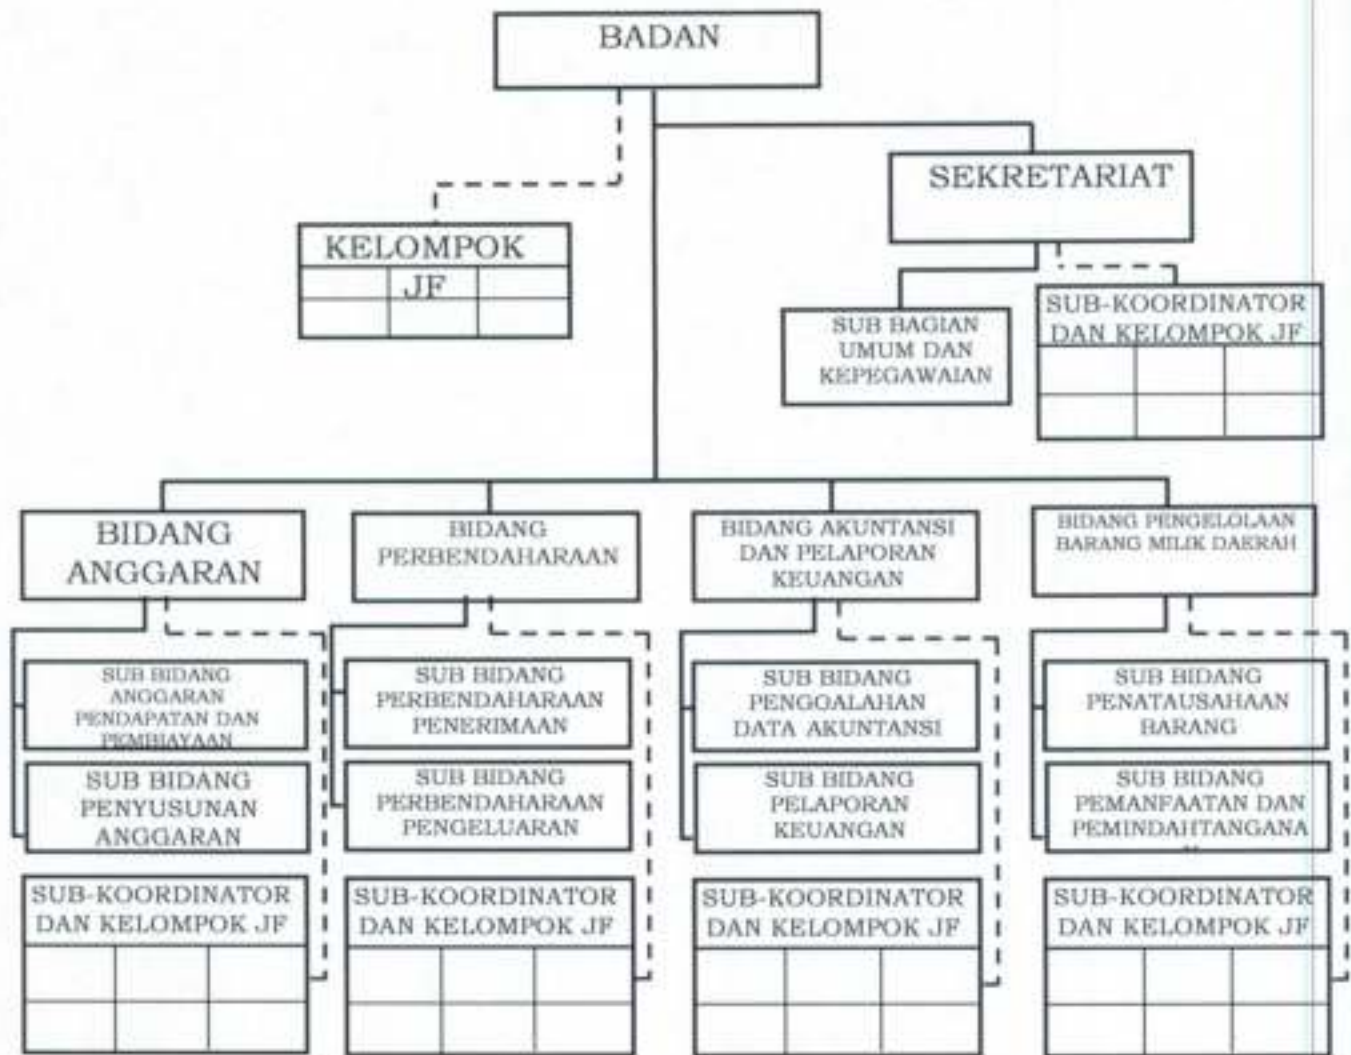 BADAN
SEKRETARIAT
KELOMPOK
JF
SUB BAGIAN
UMUM DAN
KEPEGAWAIAN
SUB-KOORDINATOR
DAN KELOMPOK JF
BIDANG
ANGGARAN
BIDANG
PERBENDAHARAAN
BIDANG AKUNTANSI
DAN PELAPORAN
KEUANGAN
BIDANG PENGELOLAAN
BARANG MILIK DAERAH
SUB BIDANG
ANGGARAN
PENDAPATAN DAN
PEMBIAYAAN
SUB BIDANG
PERBENDAHARAAN
PENERIMAAN
SUB BIDANG
PENGOALAHAN
DATA AKUNTANSI
SUB BIDANG
PENATAUSAHAAN
BARANG
SUB BIDANG
PENYUSUNAN
ANGGARAN
SUB BIDANG
PERBENDAHARAAN
PENGELUARAN
SUB BIDANG
PELAPORAN
KEUANGAN
SUB BIDANG
PEMANFAATAN DAN
PEMINDAHTANGANA
SUB-KOORDINATOR
DAN KELOMPOK JF
SUB-KOORDINATOR
DAN KELOMPOK JF
SUB-KOORDINATOR
DAN KELOMPOK JF
SUB-KOORDINATOR
DAN KELOMPOK JF